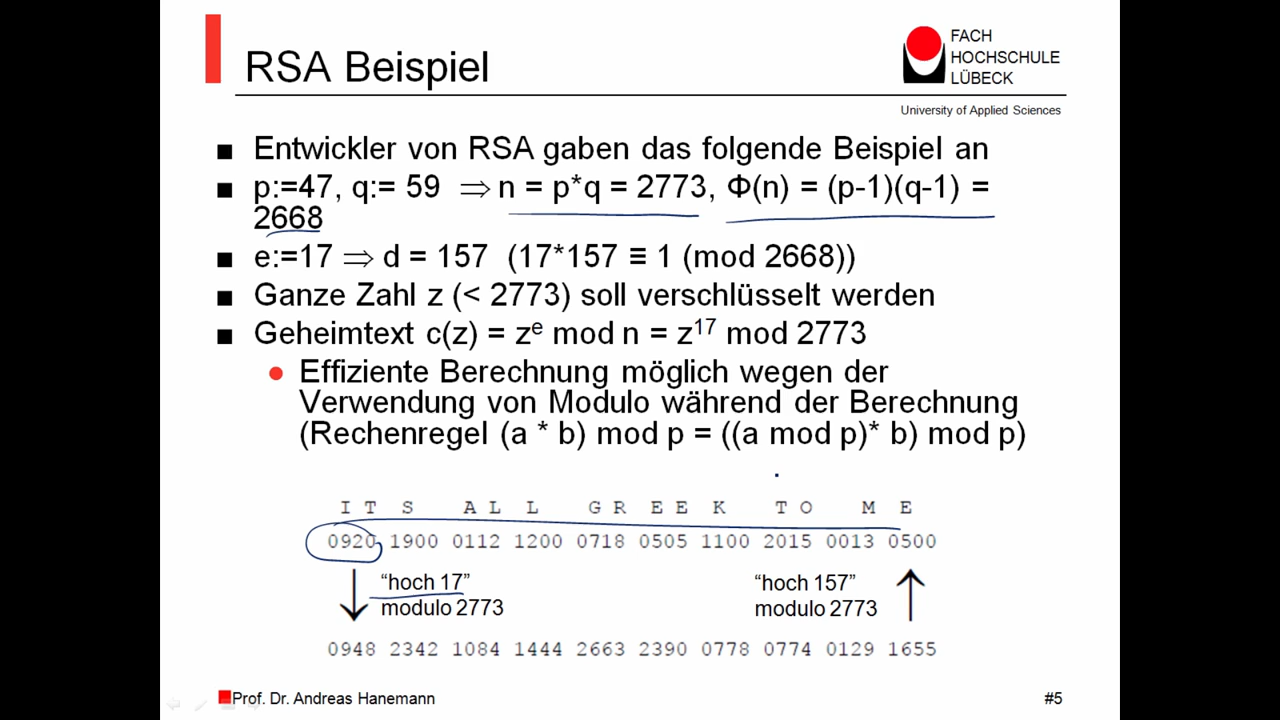 RSA Beispiel
FACH
HOCHSCHULE
LÜBECK
University of Applied Sciences
■ Entwickler von RSA gaben das folgende Beispiel an
■ p:=47, q:= 59 ⇒ n = p*q = 2773, Φ(n) = (p-1)(q-1) =
2668
■ e:=17 ⇒ d = 157 (17*157 ≡ 1 (mod 2668))
■ Ganze Zahl z (< 2773) soll verschlüsselt werden
■ Geheimtext c(z) = zᵉ mod n = z¹⁷ mod 2773
● Effiziente Berechnung möglich wegen der
Verwendung von Modulo während der Berechnung
(Rechenregel (a * b) mod p = ((a mod p)* b) mod p)
I T S A L L G R E E K T O M E
0920 1900 0112 1200 0718 0505 1100 2015 0013 0500
“hoch 17” “hoch 157”
modulo 2773 modulo 2773
0948 2342 1084 1444 2663 2390 0778 0774 0129 1655
Prof. Dr. Andreas Hanemann #5